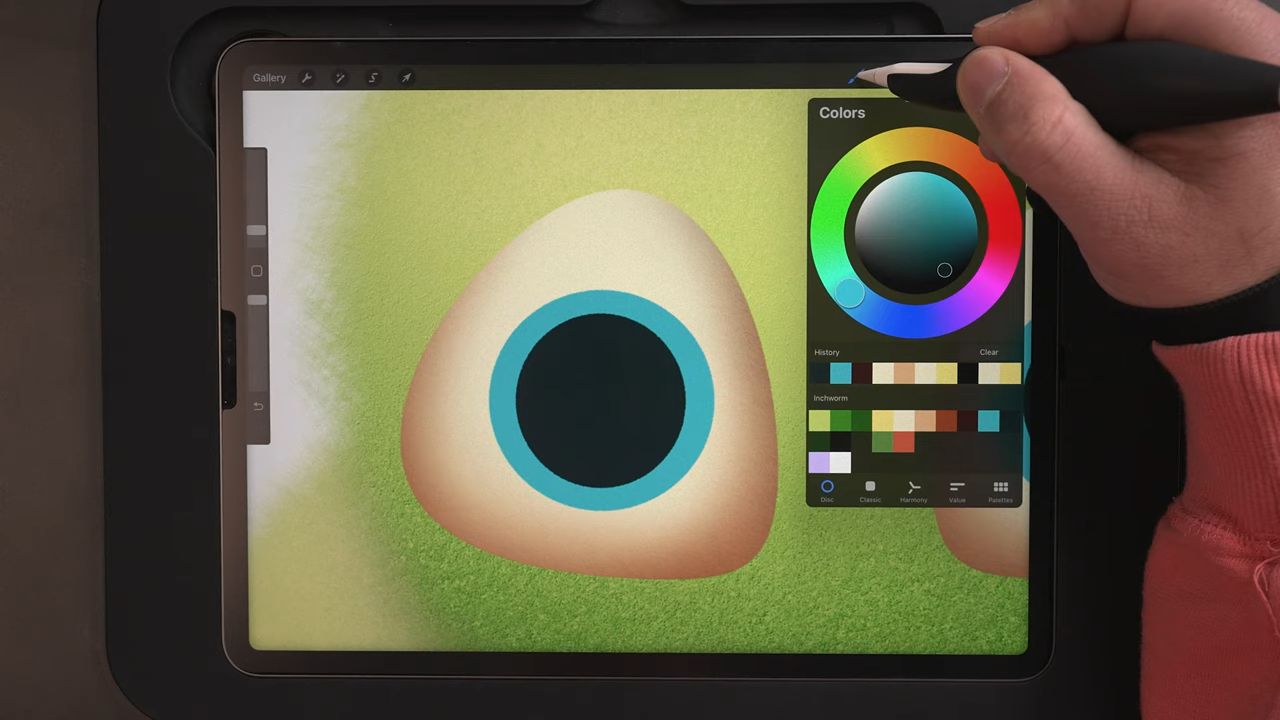 Gallery
Colors
History Clear
Inchworm
Disc Classic Harmony Value Palettes